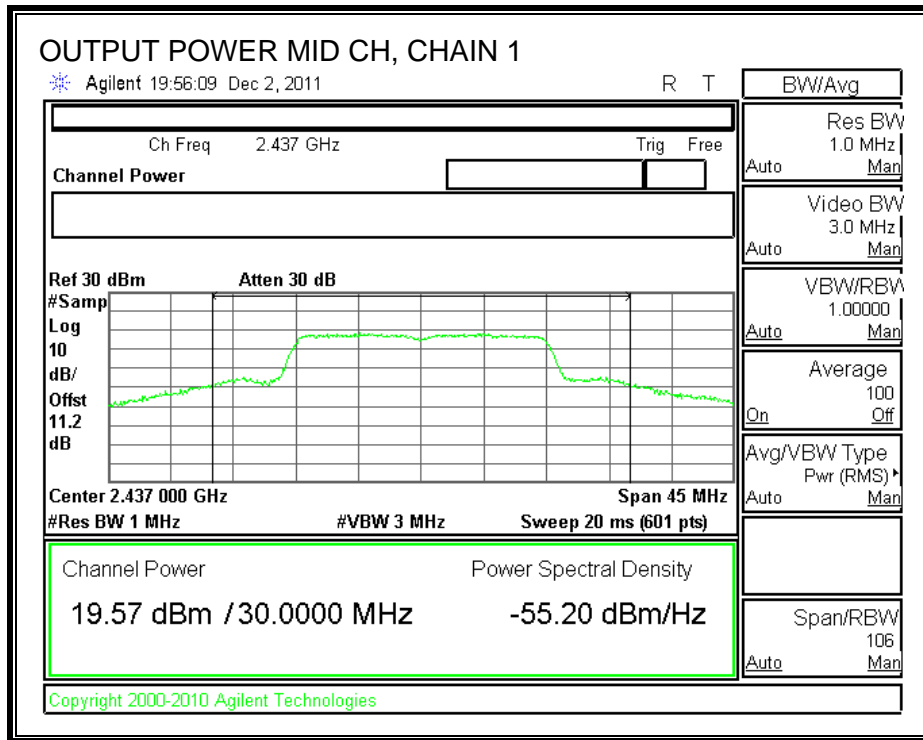 OUTPUT POWER MID CH, CHAIN 1
Agilent 19:56:09 Dec 2, 2011 R T
Ch Freq 2.437 GHz Trig Free
Channel Power
Ref 30 dBm Atten 30 dB
#Samp
Log
10
dB/
Offst
11.2
dB
Center 2.437 000 GHz Span 45 MHz
#Res BW 1 MHz #VBW 3 MHz Sweep 20 ms (601 pts)
Channel Power Power Spectral Density
19.57 dBm / 30.0000 MHz -55.20 dBm/Hz
Copyright 2000-2010 Agilent Technologies
BW/Avg
Res BW
1.0 MHz
Auto Man
Video BW
3.0 MHz
Auto Man
VBW/RBW
1.00000
Auto Man
Average
100
On Off
Avg/VBW Type
Pwr (RMS)
Auto Man
Span/RBW
106
Auto Man